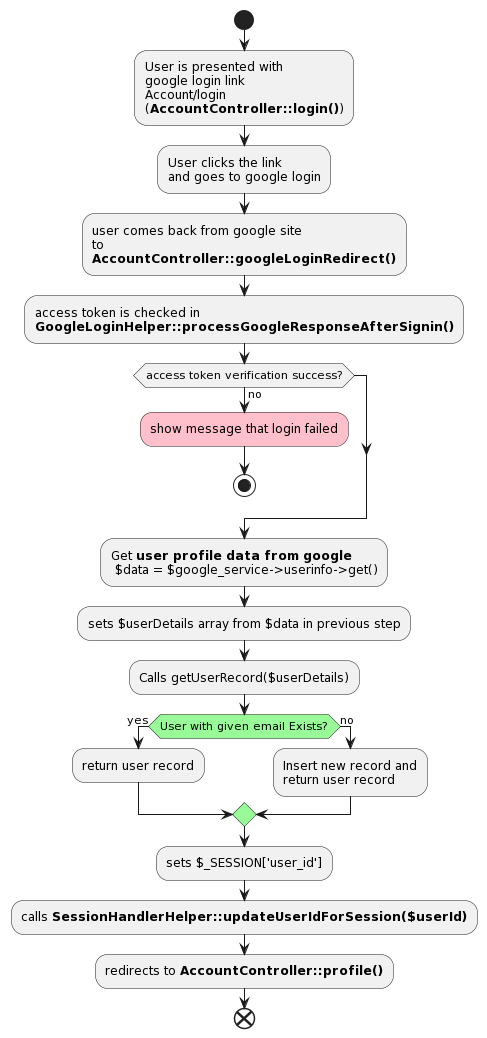 User is presented with
google login link
Account/login
(AccountController::login())
User clicks the link
and goes to google login
user comes back from google site
to
AccountController::googleLoginRedirect()
access token is checked in
GoogleLoginHelper::processGoogleResponseAfterSignin()
access token verification success?
no
show message that login failed
Get user profile data from google
$data = $google_service->userinfo->get()
sets $userDetails array from $data in previous step
Calls getUserRecord($userDetails)
yes
User with given email Exists?
no
return user record
Insert new record and
return user record
sets $_SESSION['user_id']
calls SessionHandlerHelper::updateUserIdForSession($userId)
redirects to AccountController::profile()